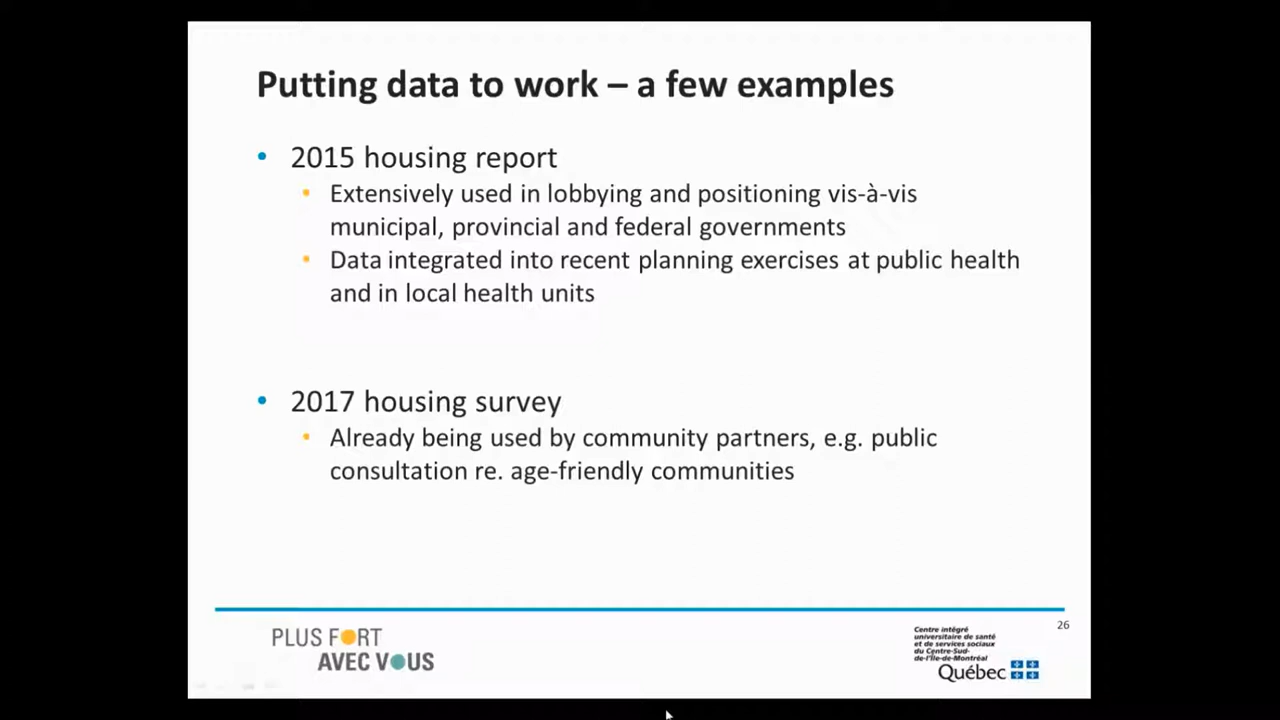 Putting data to work – a few examples
• 2015 housing report
• Extensively used in lobbying and positioning vis-à-vis
municipal, provincial and federal governments
• Data integrated into recent planning exercises at public health
and in local health units
• 2017 housing survey
• Already being used by community partners, e.g. public
consultation re. age-friendly communities
26
PLUS FORT
AVEC VOUS
Centre intégré
universitaire de santé
et de services sociaux
du Centre-Sud-
de-l'Île-de-Montréal
Québec